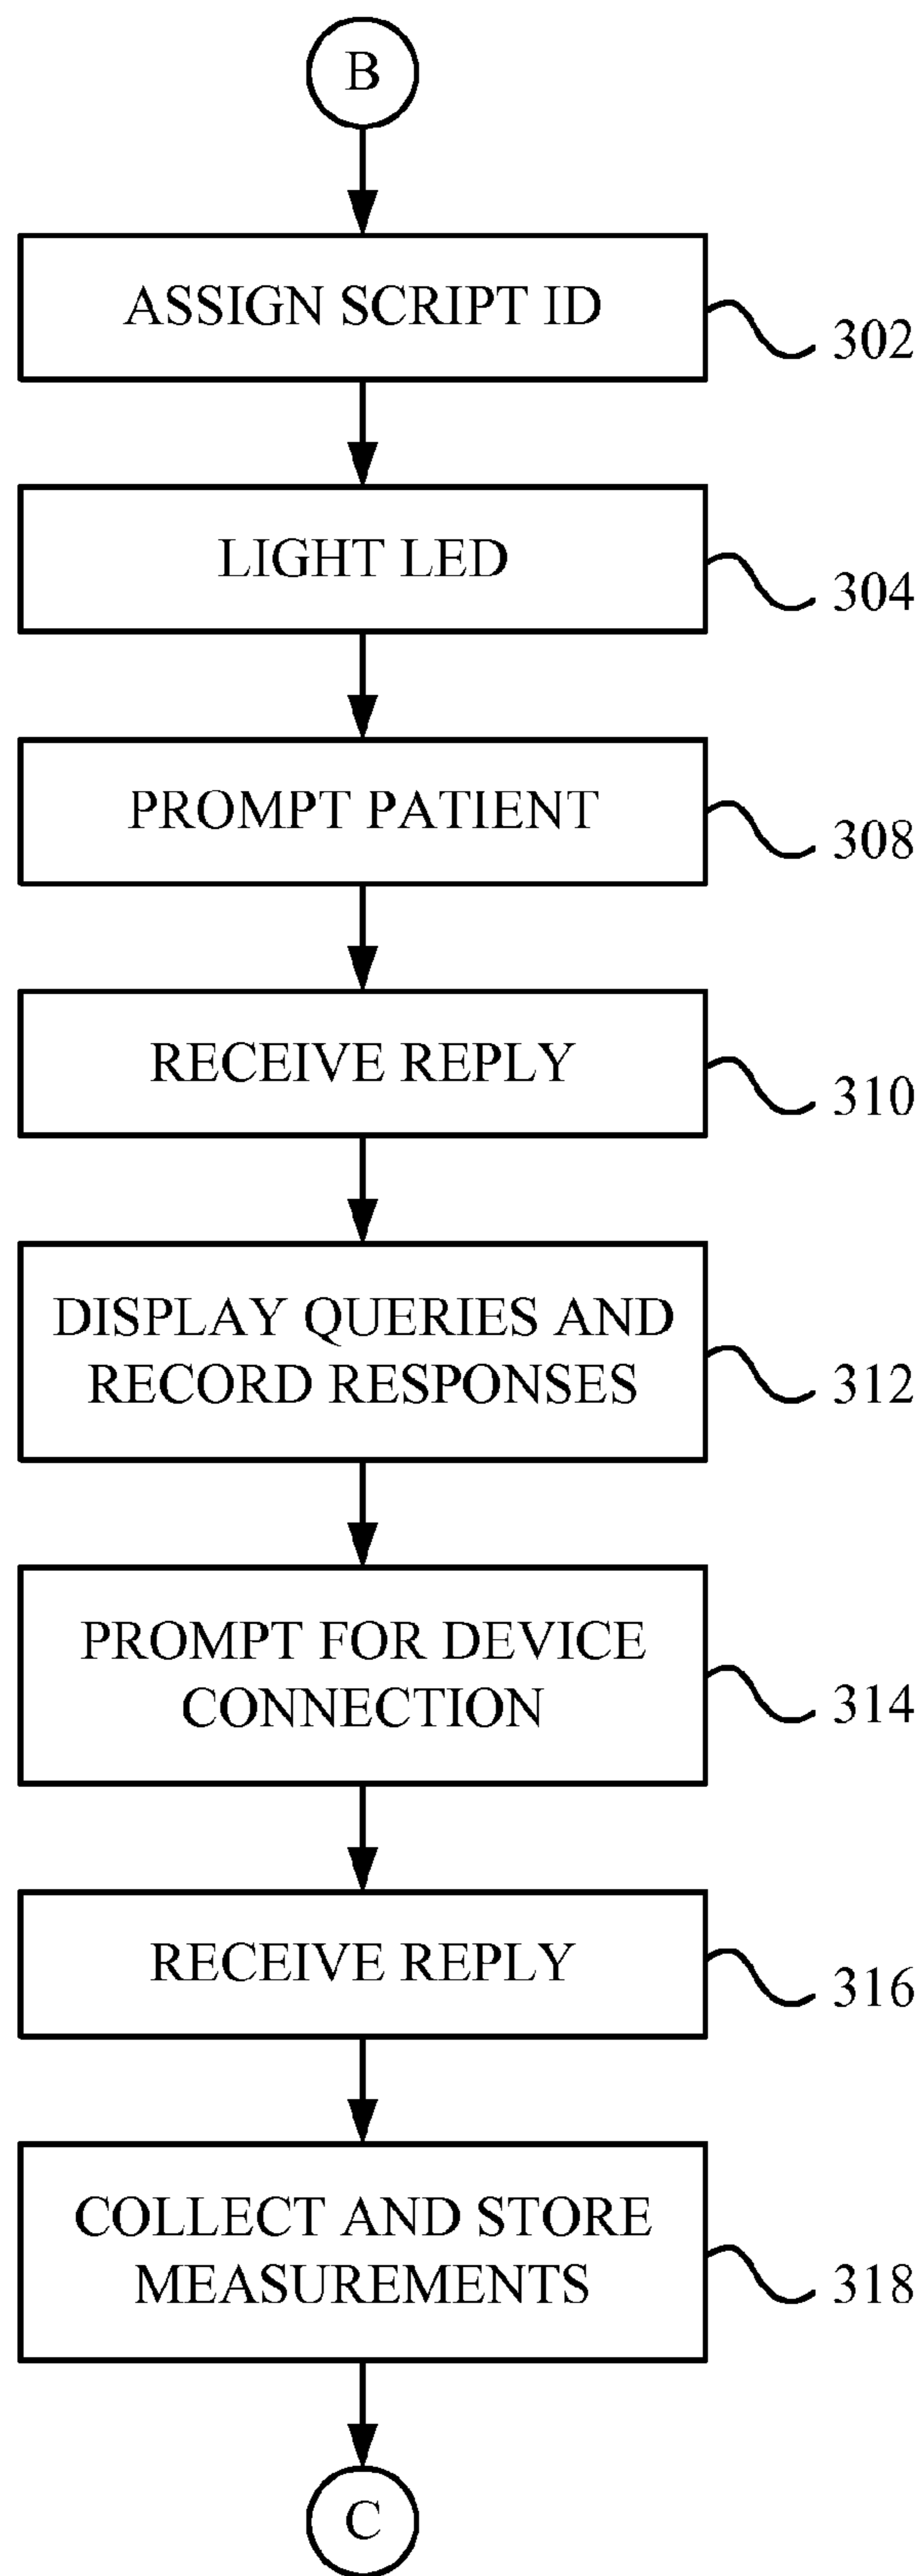 B
ASSIGN SCRIPT ID
302
LIGHT LED
304
PROMPT PATIENT
308
RECEIVE REPLY
310
DISPLAY QUERIES AND
RECORD RESPONSES
312
PROMPT FOR DEVICE
CONNECTION
314
RECEIVE REPLY
316
COLLECT AND STORE
MEASUREMENTS
318
C